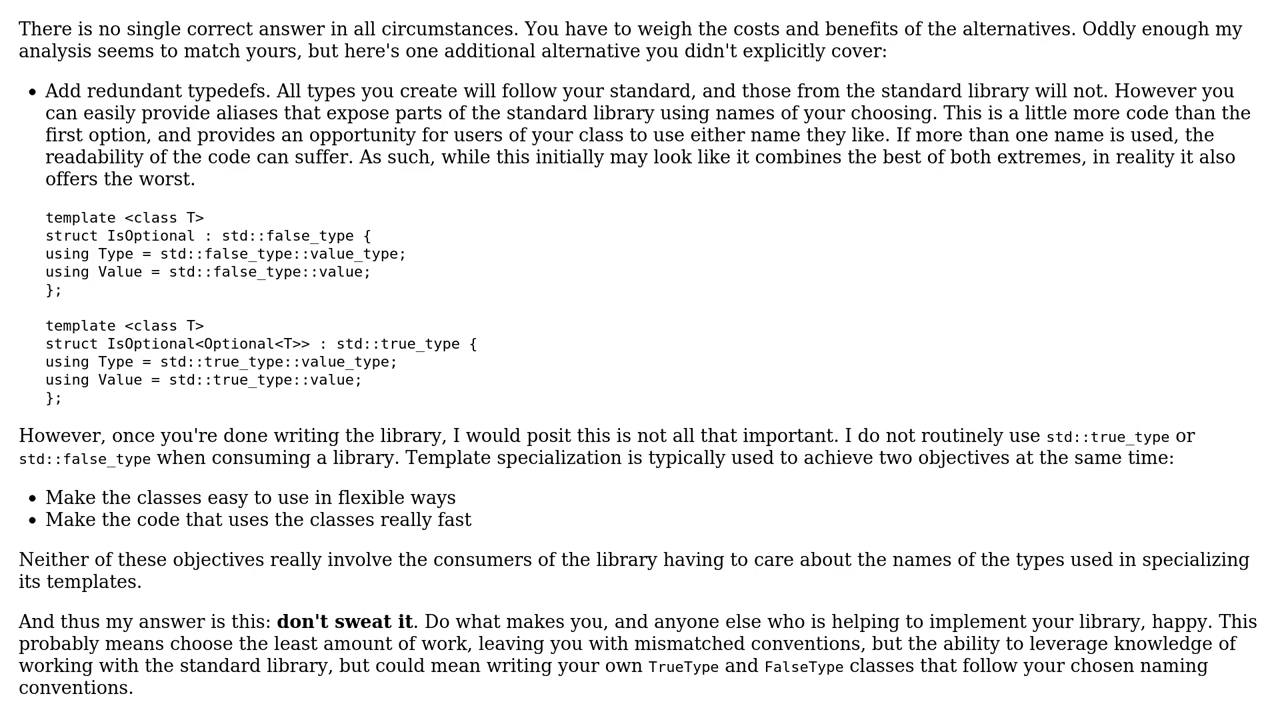 There is no single correct answer in all circumstances. You have to weigh the costs and benefits of the alternatives. Oddly enough my
analysis seems to match yours, but here's one additional alternative you didn't explicitly cover:
• Add redundant typedefs. All types you create will follow your standard, and those from the standard library will not. However you
can easily provide aliases that expose parts of the standard library using names of your choosing. This is a little more code than the
first option, and provides an opportunity for users of your class to use either name they like. If more than one name is used, the
readability of the code can suffer. As such, while this initially may look like it combines the best of both extremes, in reality it also
offers the worst.
template <class T>
struct IsOptional : std::false_type {
using Type = std::false_type::value_type;
using Value = std::false_type::value;
};
template <class T>
struct IsOptional<Optional<T>> : std::true_type {
using Type = std::true_type::value_type;
using Value = std::true_type::value;
};
However, once you're done writing the library, I would posit this is not all that important. I do not routinely use std::true_type or
std::false_type when consuming a library. Template specialization is typically used to achieve two objectives at the same time:
• Make the classes easy to use in flexible ways
• Make the code that uses the classes really fast
Neither of these objectives really involve the consumers of the library having to care about the names of the types used in specializing
its templates.
And thus my answer is this: don't sweat it. Do what makes you, and anyone else who is helping to implement your library, happy. This
probably means choose the least amount of work, leaving you with mismatched conventions, but the ability to leverage knowledge of
working with the standard library, but could mean writing your own TrueType and FalseType classes that follow your chosen naming
conventions.